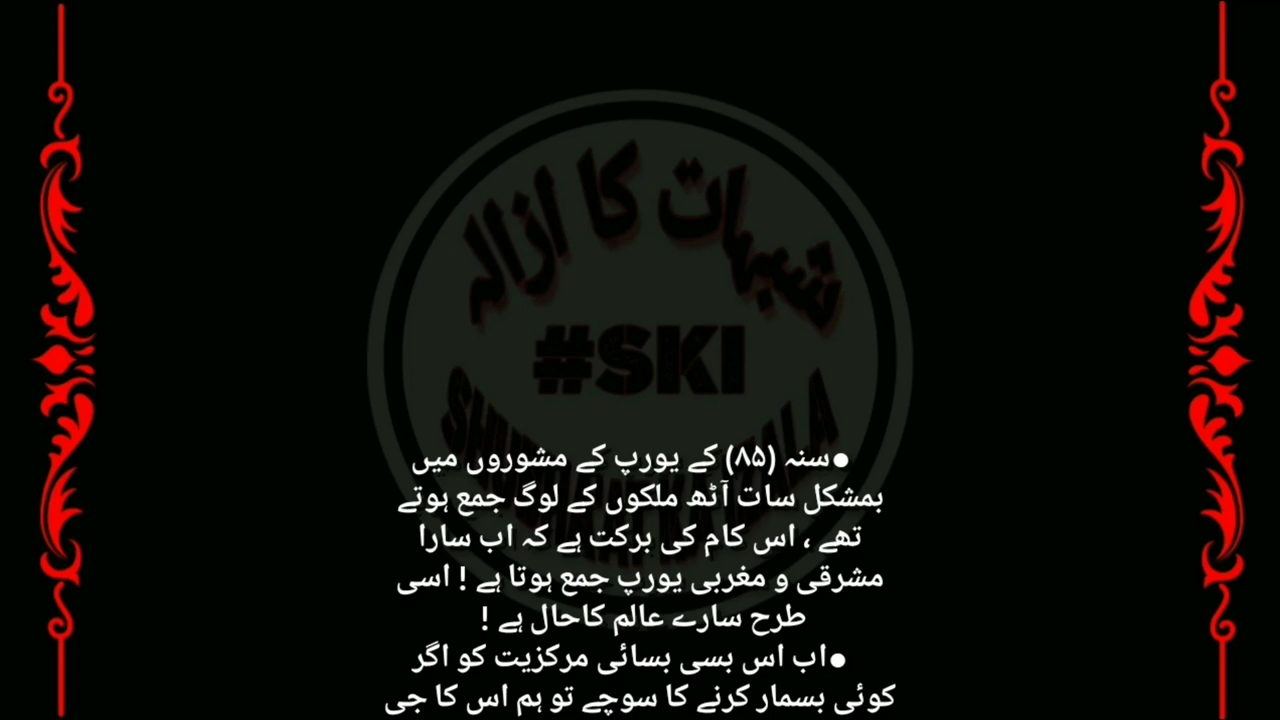 شبہات کا ازالہ
#SKI
●سنہ (۸۵) کے یورپ کے مشوروں میں
بمشکل سات آٹھ ملکوں کے لوگ جمع ہوتے
تھے ، اس کام کی برکت ہے کہ اب سارا
مشرقی و مغربی یورپ جمع ہوتا ہے ! اسی
طرح سارے عالم کاحال ہے !
●اب اس بسی بسائی مرکزیت کو اگر
کوئی بسمار کرنے کا سوچے تو ہم اس کا جی